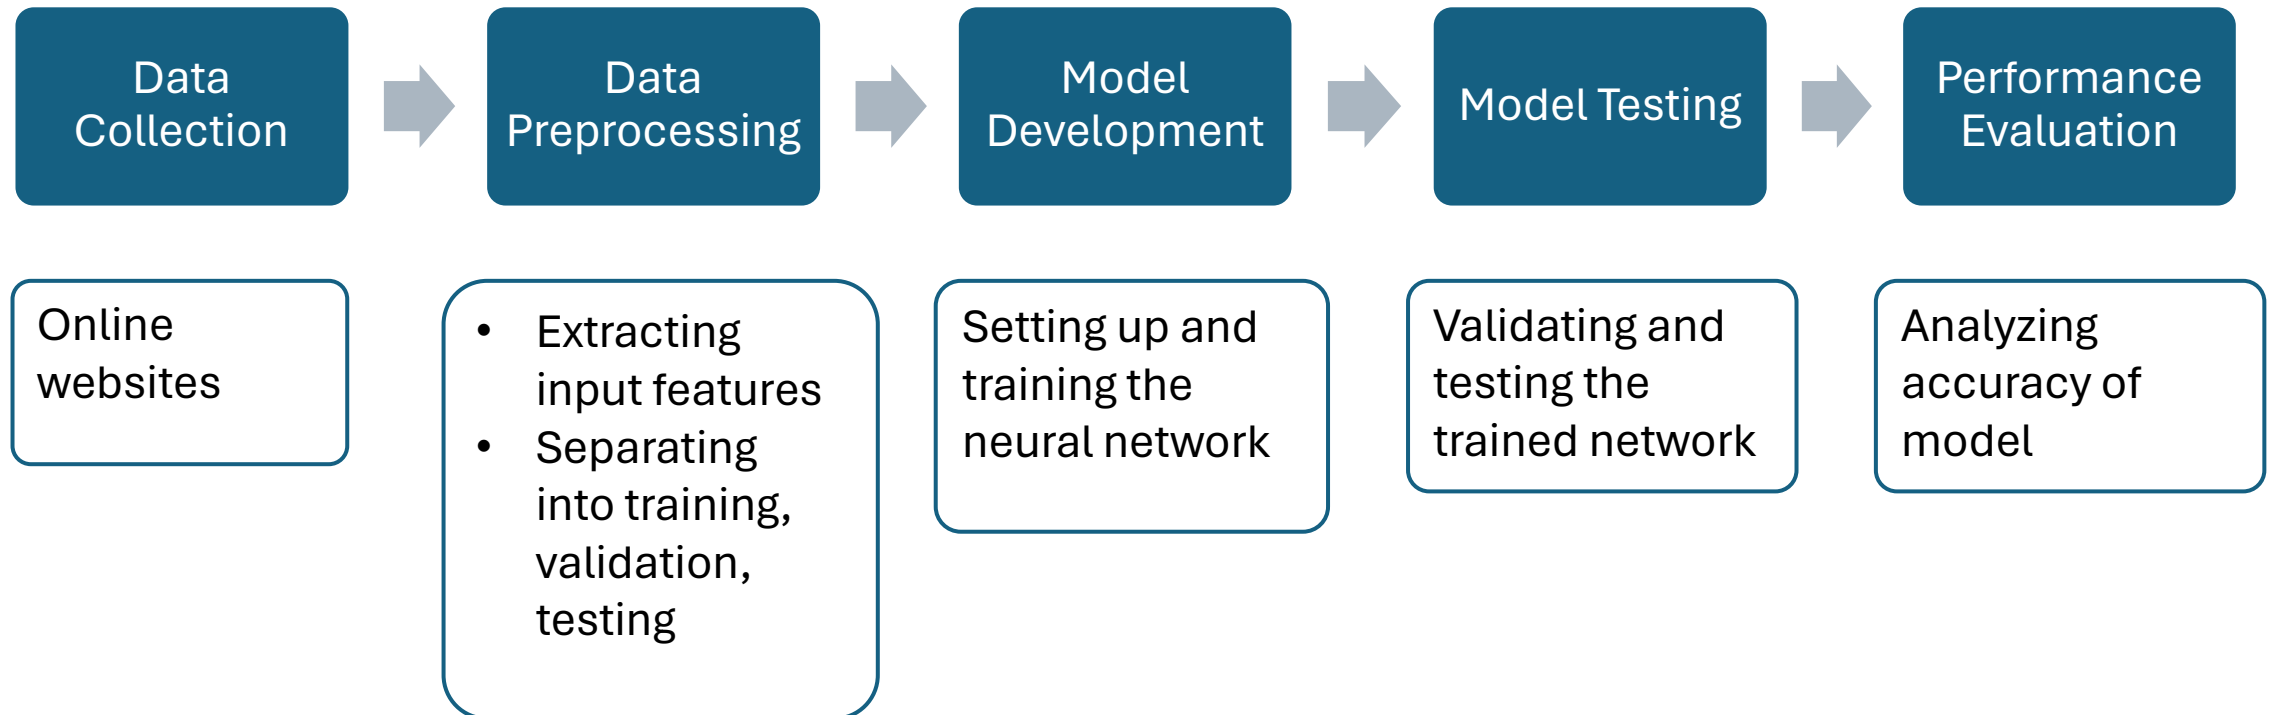 Data
Collection
Data
Preprocessing
Model
Development
Model Testing
Performance
Evaluation
Online
websites
• Extracting
input features
• Separating
into training,
validation,
testing
Setting up and
training the
neural network
Validating and
testing the
trained network
Analyzing
accuracy of
model